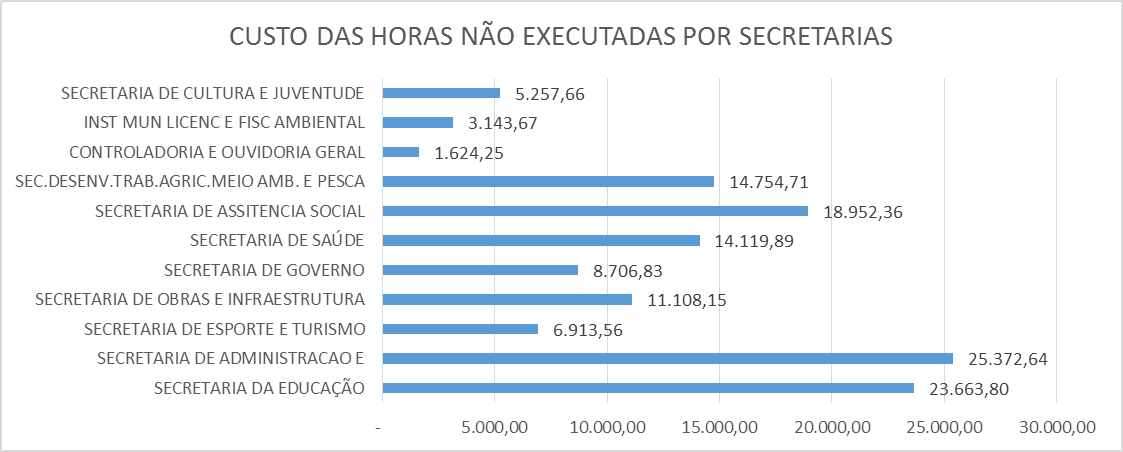 CUSTO DAS HORAS NÃO EXECUTADAS POR SECRETARIAS
SECRETARIA DE CULTURA E JUVENTUDE 5.257,66
INST MUN LICENC E FISC AMBIENTAL 3.143,67
CONTROLADORIA E OUVIDORIA GERAL 1.624,25
SEC.DESENV.TRAB.AGRIC.MEIO AMB. E PESCA 14.754,71
SECRETARIA DE ASSITENCIA SOCIAL 18.952,36
SECRETARIA DE SAÚDE 14.119,89
SECRETARIA DE GOVERNO 8.706,83
SECRETARIA DE OBRAS E INFRAESTRUTURA 11.108,15
SECRETARIA DE ESPORTE E TURISMO 6.913,56
SECRETARIA DE ADMINISTRACAO E 25.372,64
SECRETARIA DA EDUCAÇÃO 23.663,80
- 5.000,00 10.000,00 15.000,00 20.000,00 25.000,00 30.000,00